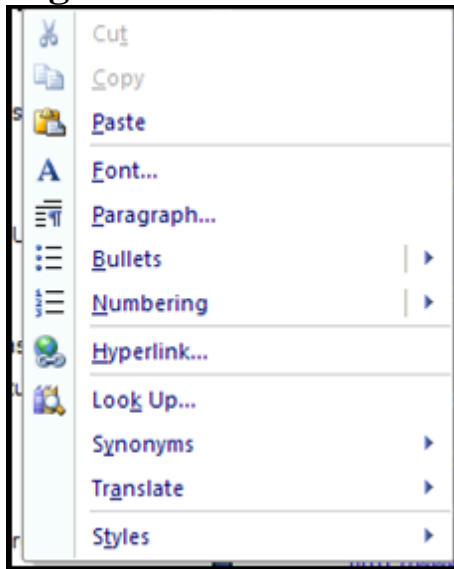 Cut
Copy
Paste
Font...
Paragraph...
Bullets
Numbering
Hyperlink...
Look Up...
Synonyms
Translate
Styles